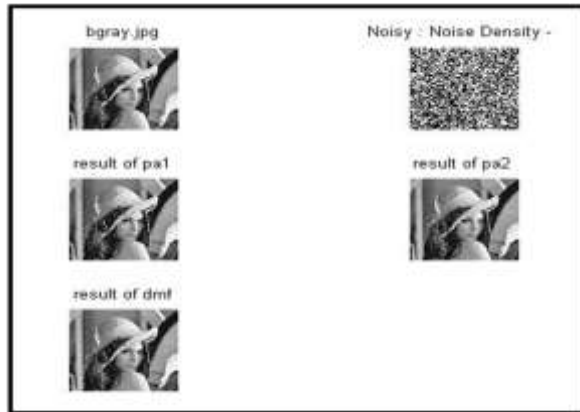 bgray.jpg
Noisy : Noise Density -
result of pa1
result of pa2
result of dmf